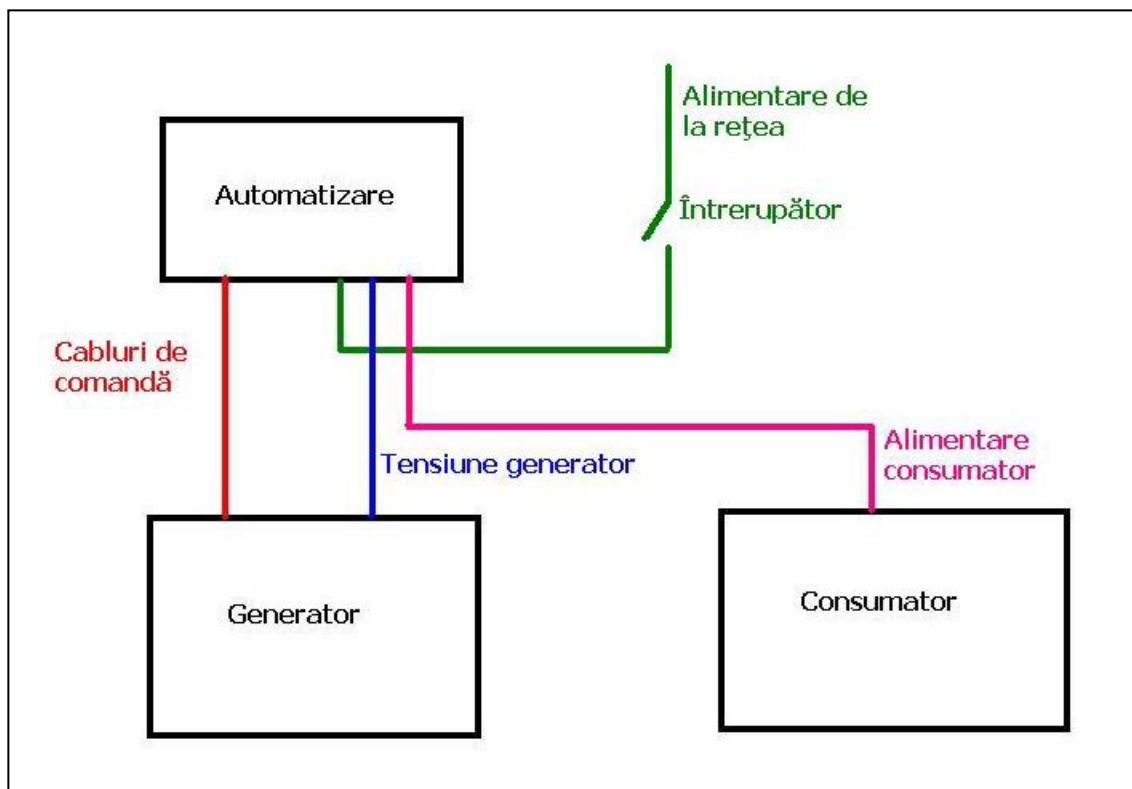 Alimentare de
la reţea
Automatizare
Întrerupător
Cabluri de
comandă
Tensiune generator
Alimentare
consumator
Generator
Consumator